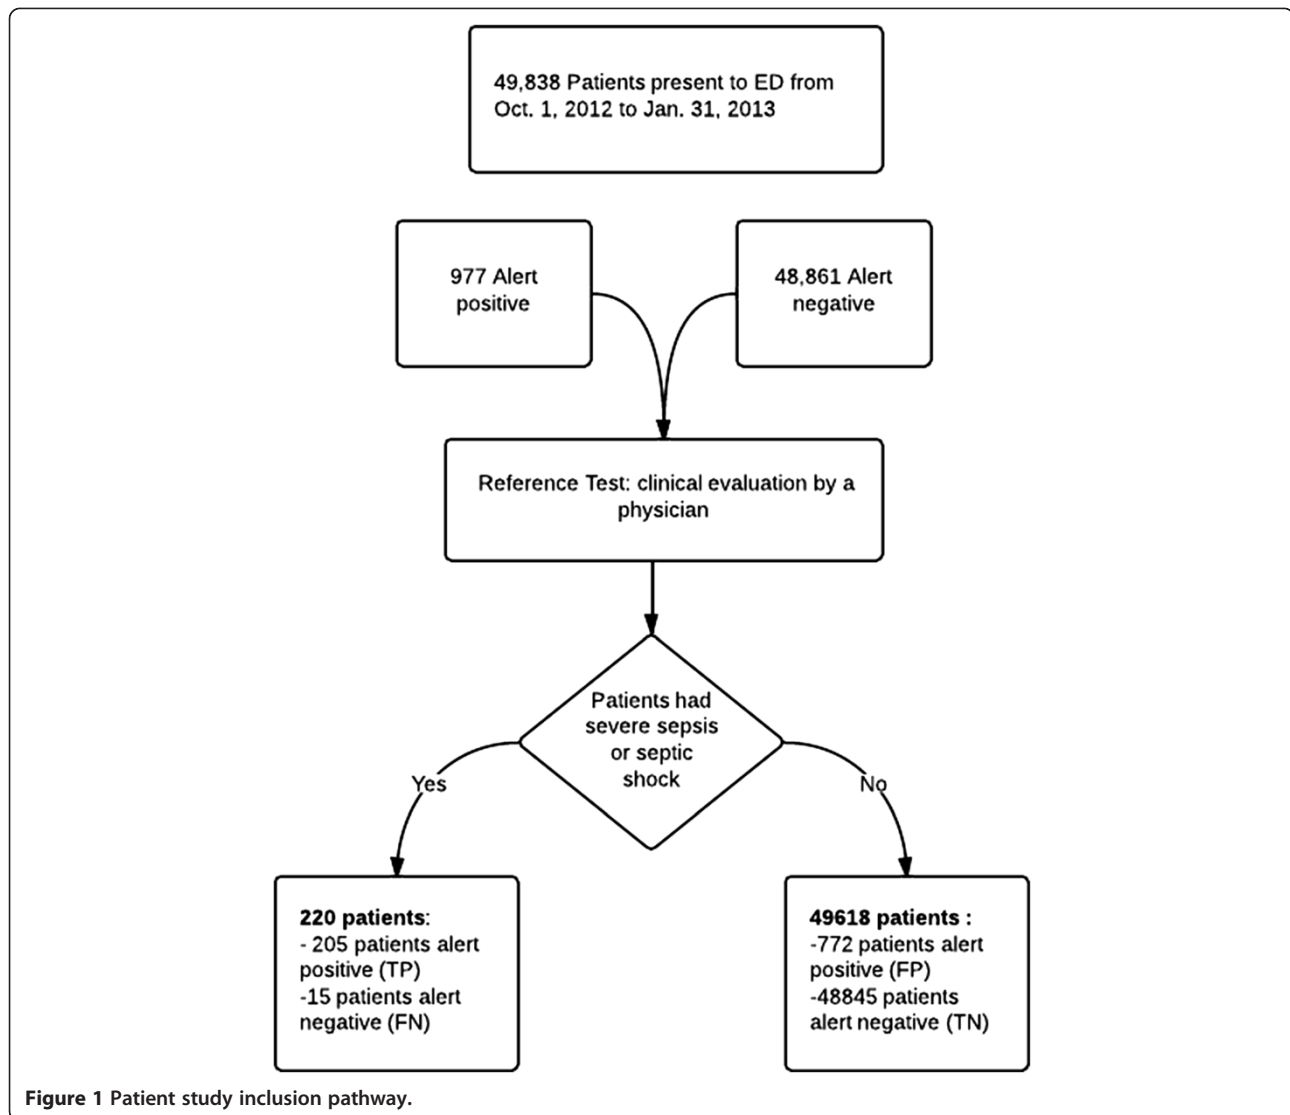 49,838 Patients present to ED from
Oct. 1, 2012 to Jan. 31, 2013
977 Alert
positive
48,861 Alert
negative
Reference Test: clinical evaluation by a
physician
Patients had
severe sepsis
or septic
shock
Yes
No
220 patients:
- 205 patients alert
positive (TP)
-15 patients alert
negative (FN)
49618 patients :
-772 patients alert
positive (FP)
-48845 patients
alert negative (TN)
Figure 1 Patient study inclusion pathway.